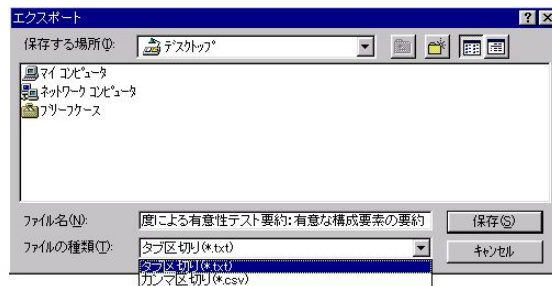 エクスポート
保存する場所(I):
デスクトップ
マイ コンピュータ
ネットワーク コンピュータ
ブリーフケース
ファイル名(N):
度による有意性テスト要約:有意な構成要素の要約
保存(S)
ファイルの種類(T):
タブ区切り(*.txt)
キャンセル
タブ区切り(*.txt)
カンマ区切り(*.csv)